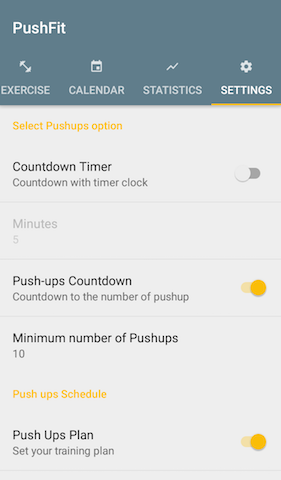 PushFit
EXERCISE CALENDAR STATISTICS SETTINGS
Select Pushups option
Countdown Timer
Countdown with timer clock
Minutes
5
Push-ups Countdown
Countdown to the number of pushup
Minimum number of Pushups
10
Push ups Schedule
Push Ups Plan
Set your training plan